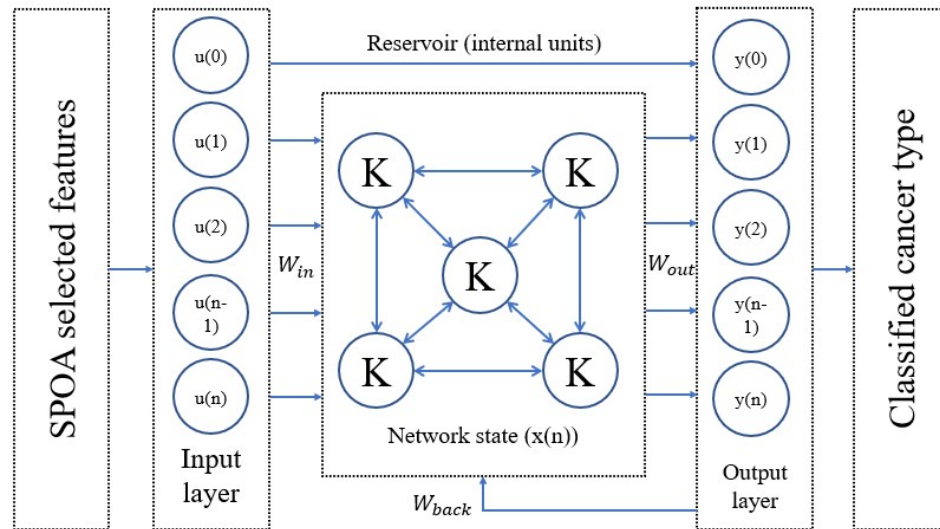 SPOA selected features
u(0)
u(1)
u(2)
u(n-
1)
u(n)
Input
layer
W_in
Reservoir (internal units)
K
K
K
K
K
Network state (x(n))
W_back
W_out
y(0)
y(1)
y(2)
y(n-
1)
y(n)
Output
layer
Classified cancer type